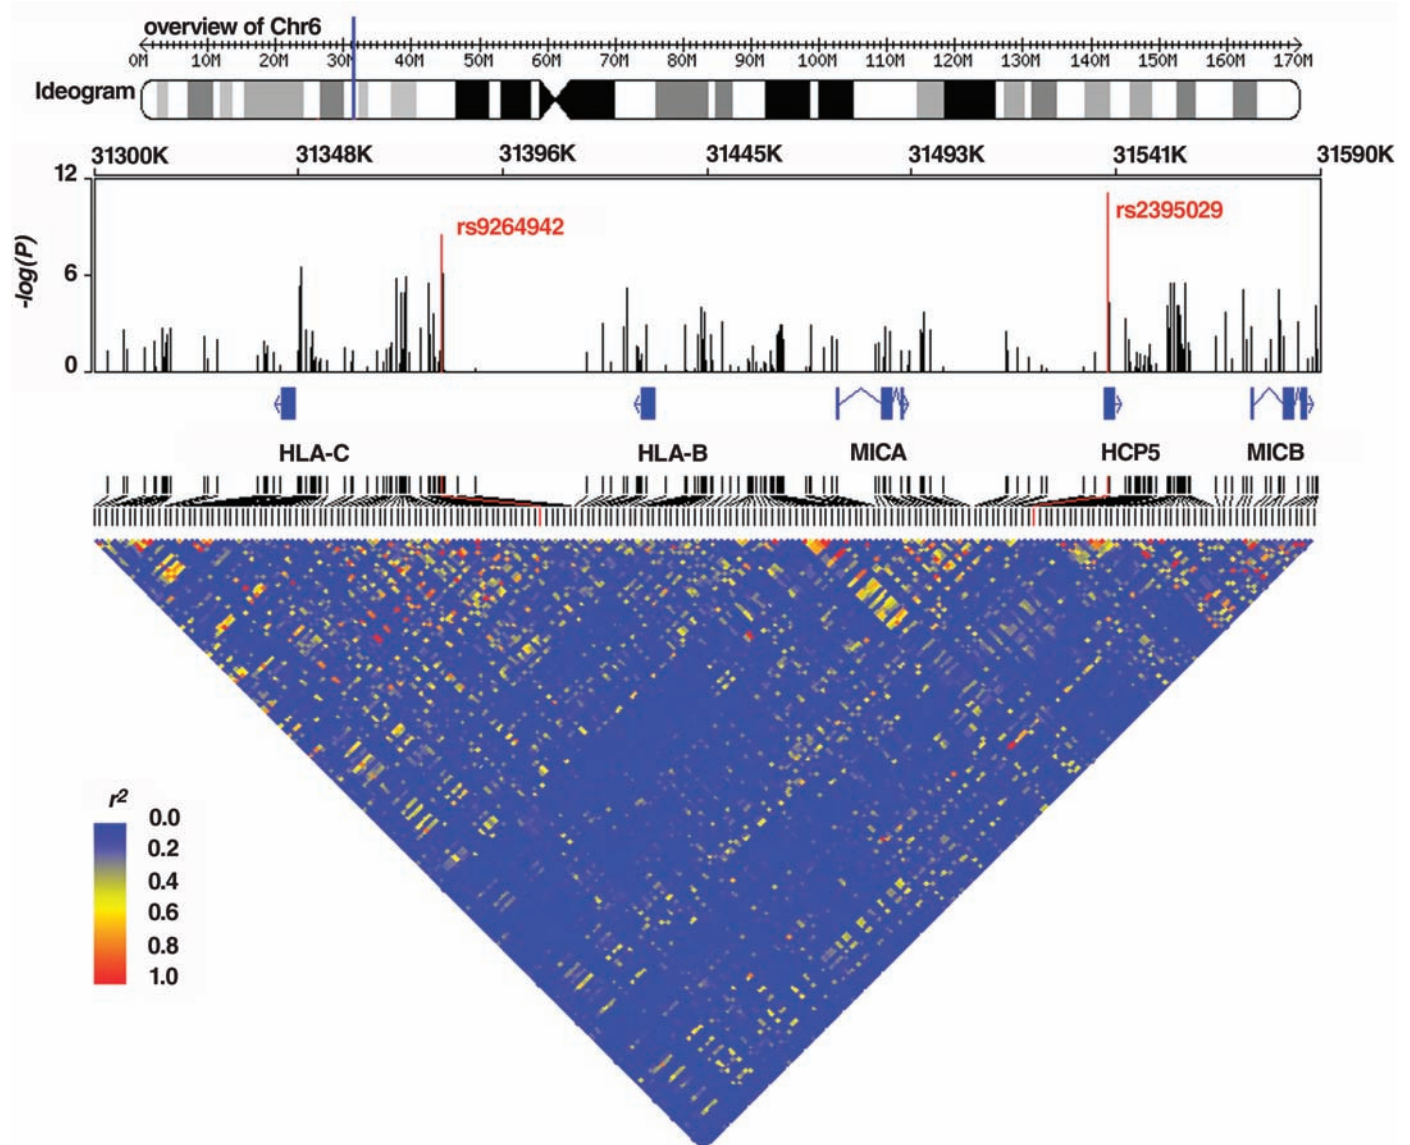 overview of Chr6
0M 10M 20M 30M 40M 50M 60M 70M 80M 90M 100M 110M 120M 130M 140M 150M 160M 170M
Ideogram
31300K 31348K 31396K 31445K 31493K 31541K 31590K
12
rs2395029
rs9264942
-log(P)
6
0
HLA-C HLA-B MICA HCP5 MICB
r²
0.0
0.2
0.4
0.6
0.8
1.0